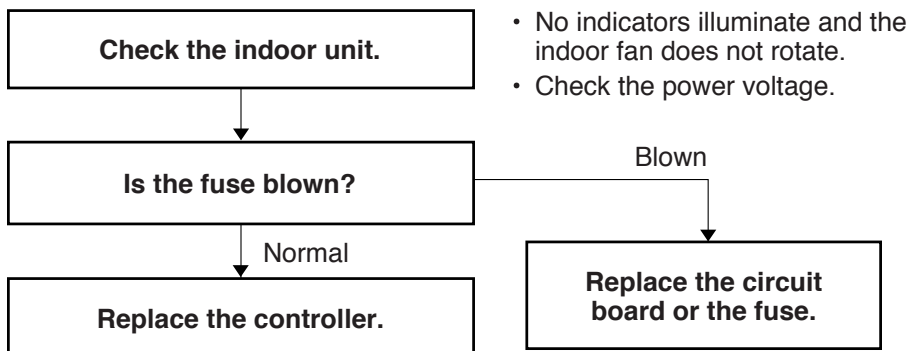 Check the indoor unit.
• No indicators illuminate and the
indoor fan does not rotate.
• Check the power voltage.
Is the fuse blown?
Blown
Normal
Replace the controller.
Replace the circuit
board or the fuse.